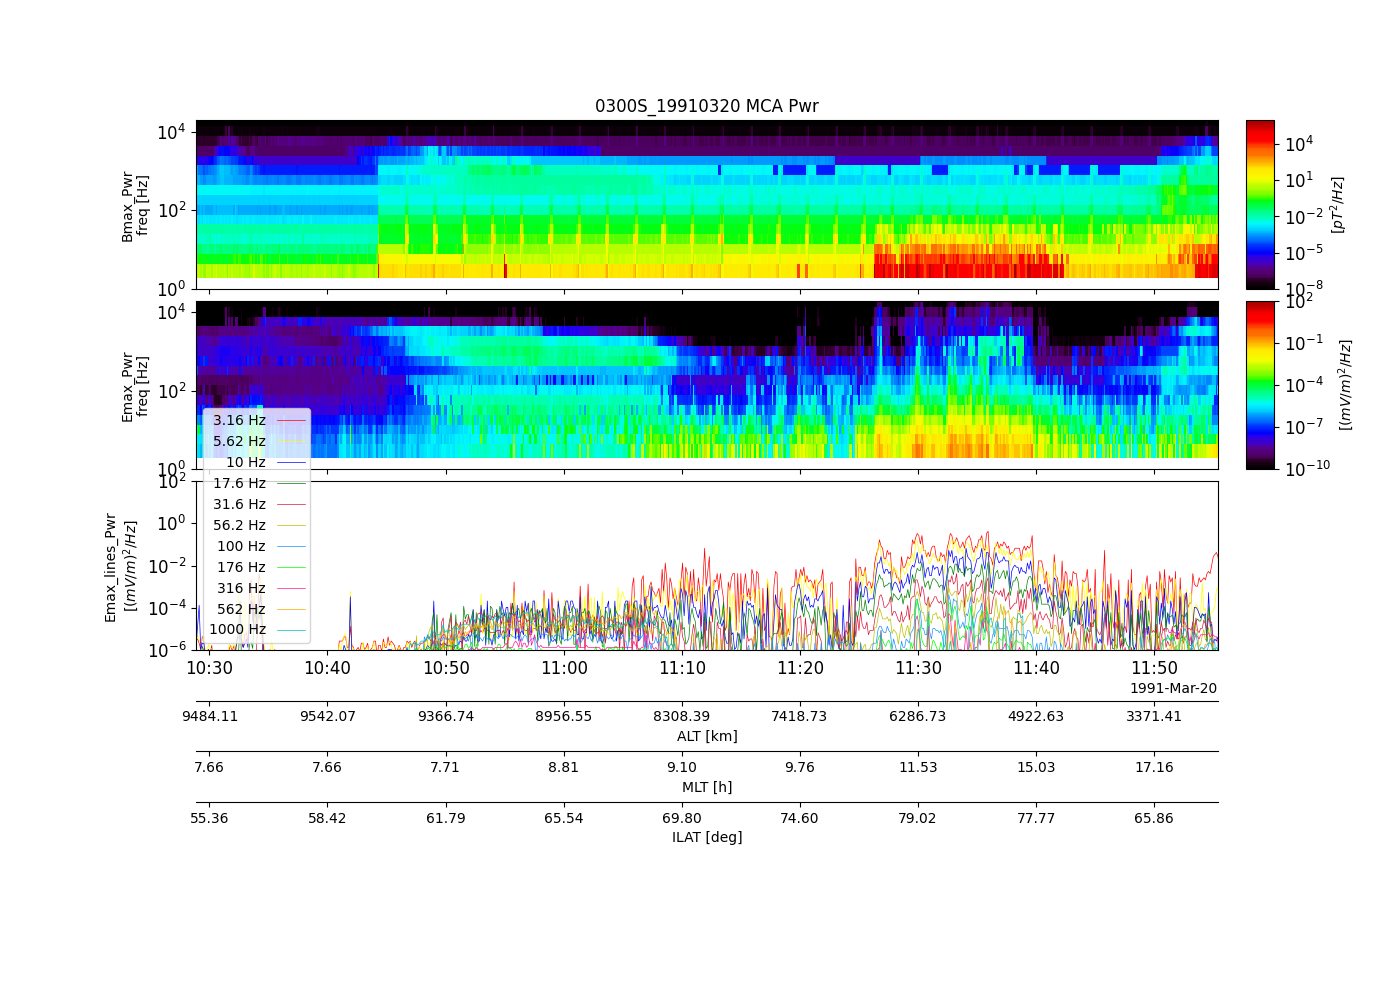 0300S_19910320 MCA Pwr
10^4
10^2
10^0
Bmax_Pwr
freq [Hz]
10^4
10^1
10^-2
10^-5
10^-8
[pT^2/Hz]
10^4
10^2
10^0
Emax_Pwr
freq [Hz]
10^2
10^-1
10^-4
10^-7
10^-10
[(mV/m)^2/Hz]
3.16 Hz
5.62 Hz
10 Hz
17.6 Hz
31.6 Hz
56.2 Hz
100 Hz
176 Hz
316 Hz
562 Hz
1000 Hz
10^2
10^0
10^-2
10^-4
10^-6
Emax_lines_Pwr
[(mV/m)^2/Hz]
10:30 10:40 10:50 11:00 11:10 11:20 11:30 11:40 11:50
1991-Mar-20
9484.11 9542.07 9366.74 8956.55 8308.39 7418.73 6286.73 4922.63 3371.41
ALT [km]
7.66 7.66 7.71 8.81 9.10 9.76 11.53 15.03 17.16
MLT [h]
55.36 58.42 61.79 65.54 69.80 74.60 79.02 77.77 65.86
ILAT [deg]